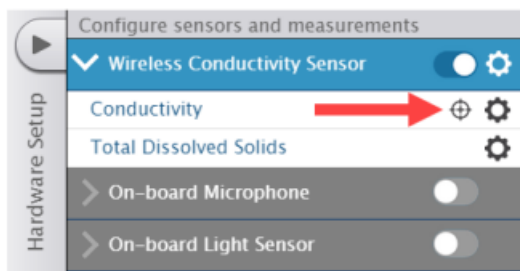 Configure sensors and measurements
Hardware Setup
Wireless Conductivity Sensor
Conductivity
Total Dissolved Solids
On-board Microphone
On-board Light Sensor